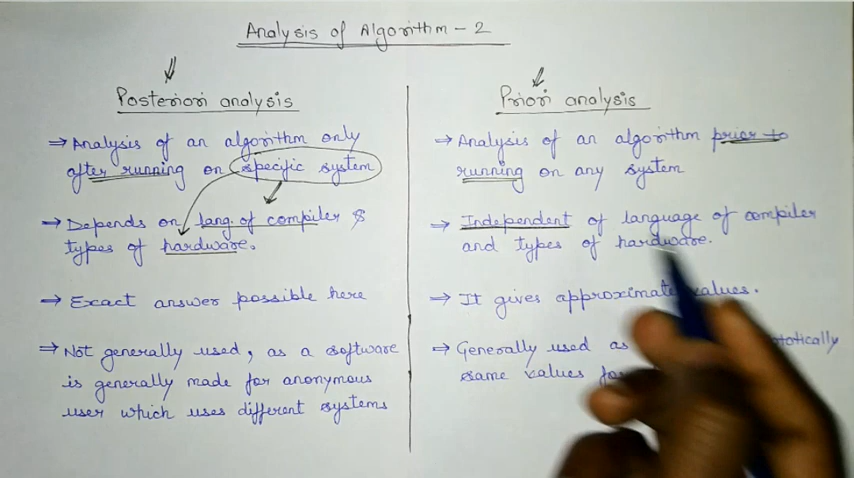 Analysis of Algorithm - 2
Posteriori analysis
⇒ Analysis of an algorithm only
after running on specific system
→ Depends on lang. of compiler &
types of hardware.
→ Exact answer possible here
⇒ Not generally used, as a software
is generally made for anonymous
user which uses different systems
Priori analysis
⇒ Analysis of an algorithm prior to
running on any system
→ Independent of language of compiler
and types of hardware.
→ It gives approximate values.
⇒ Generally used as
same values for